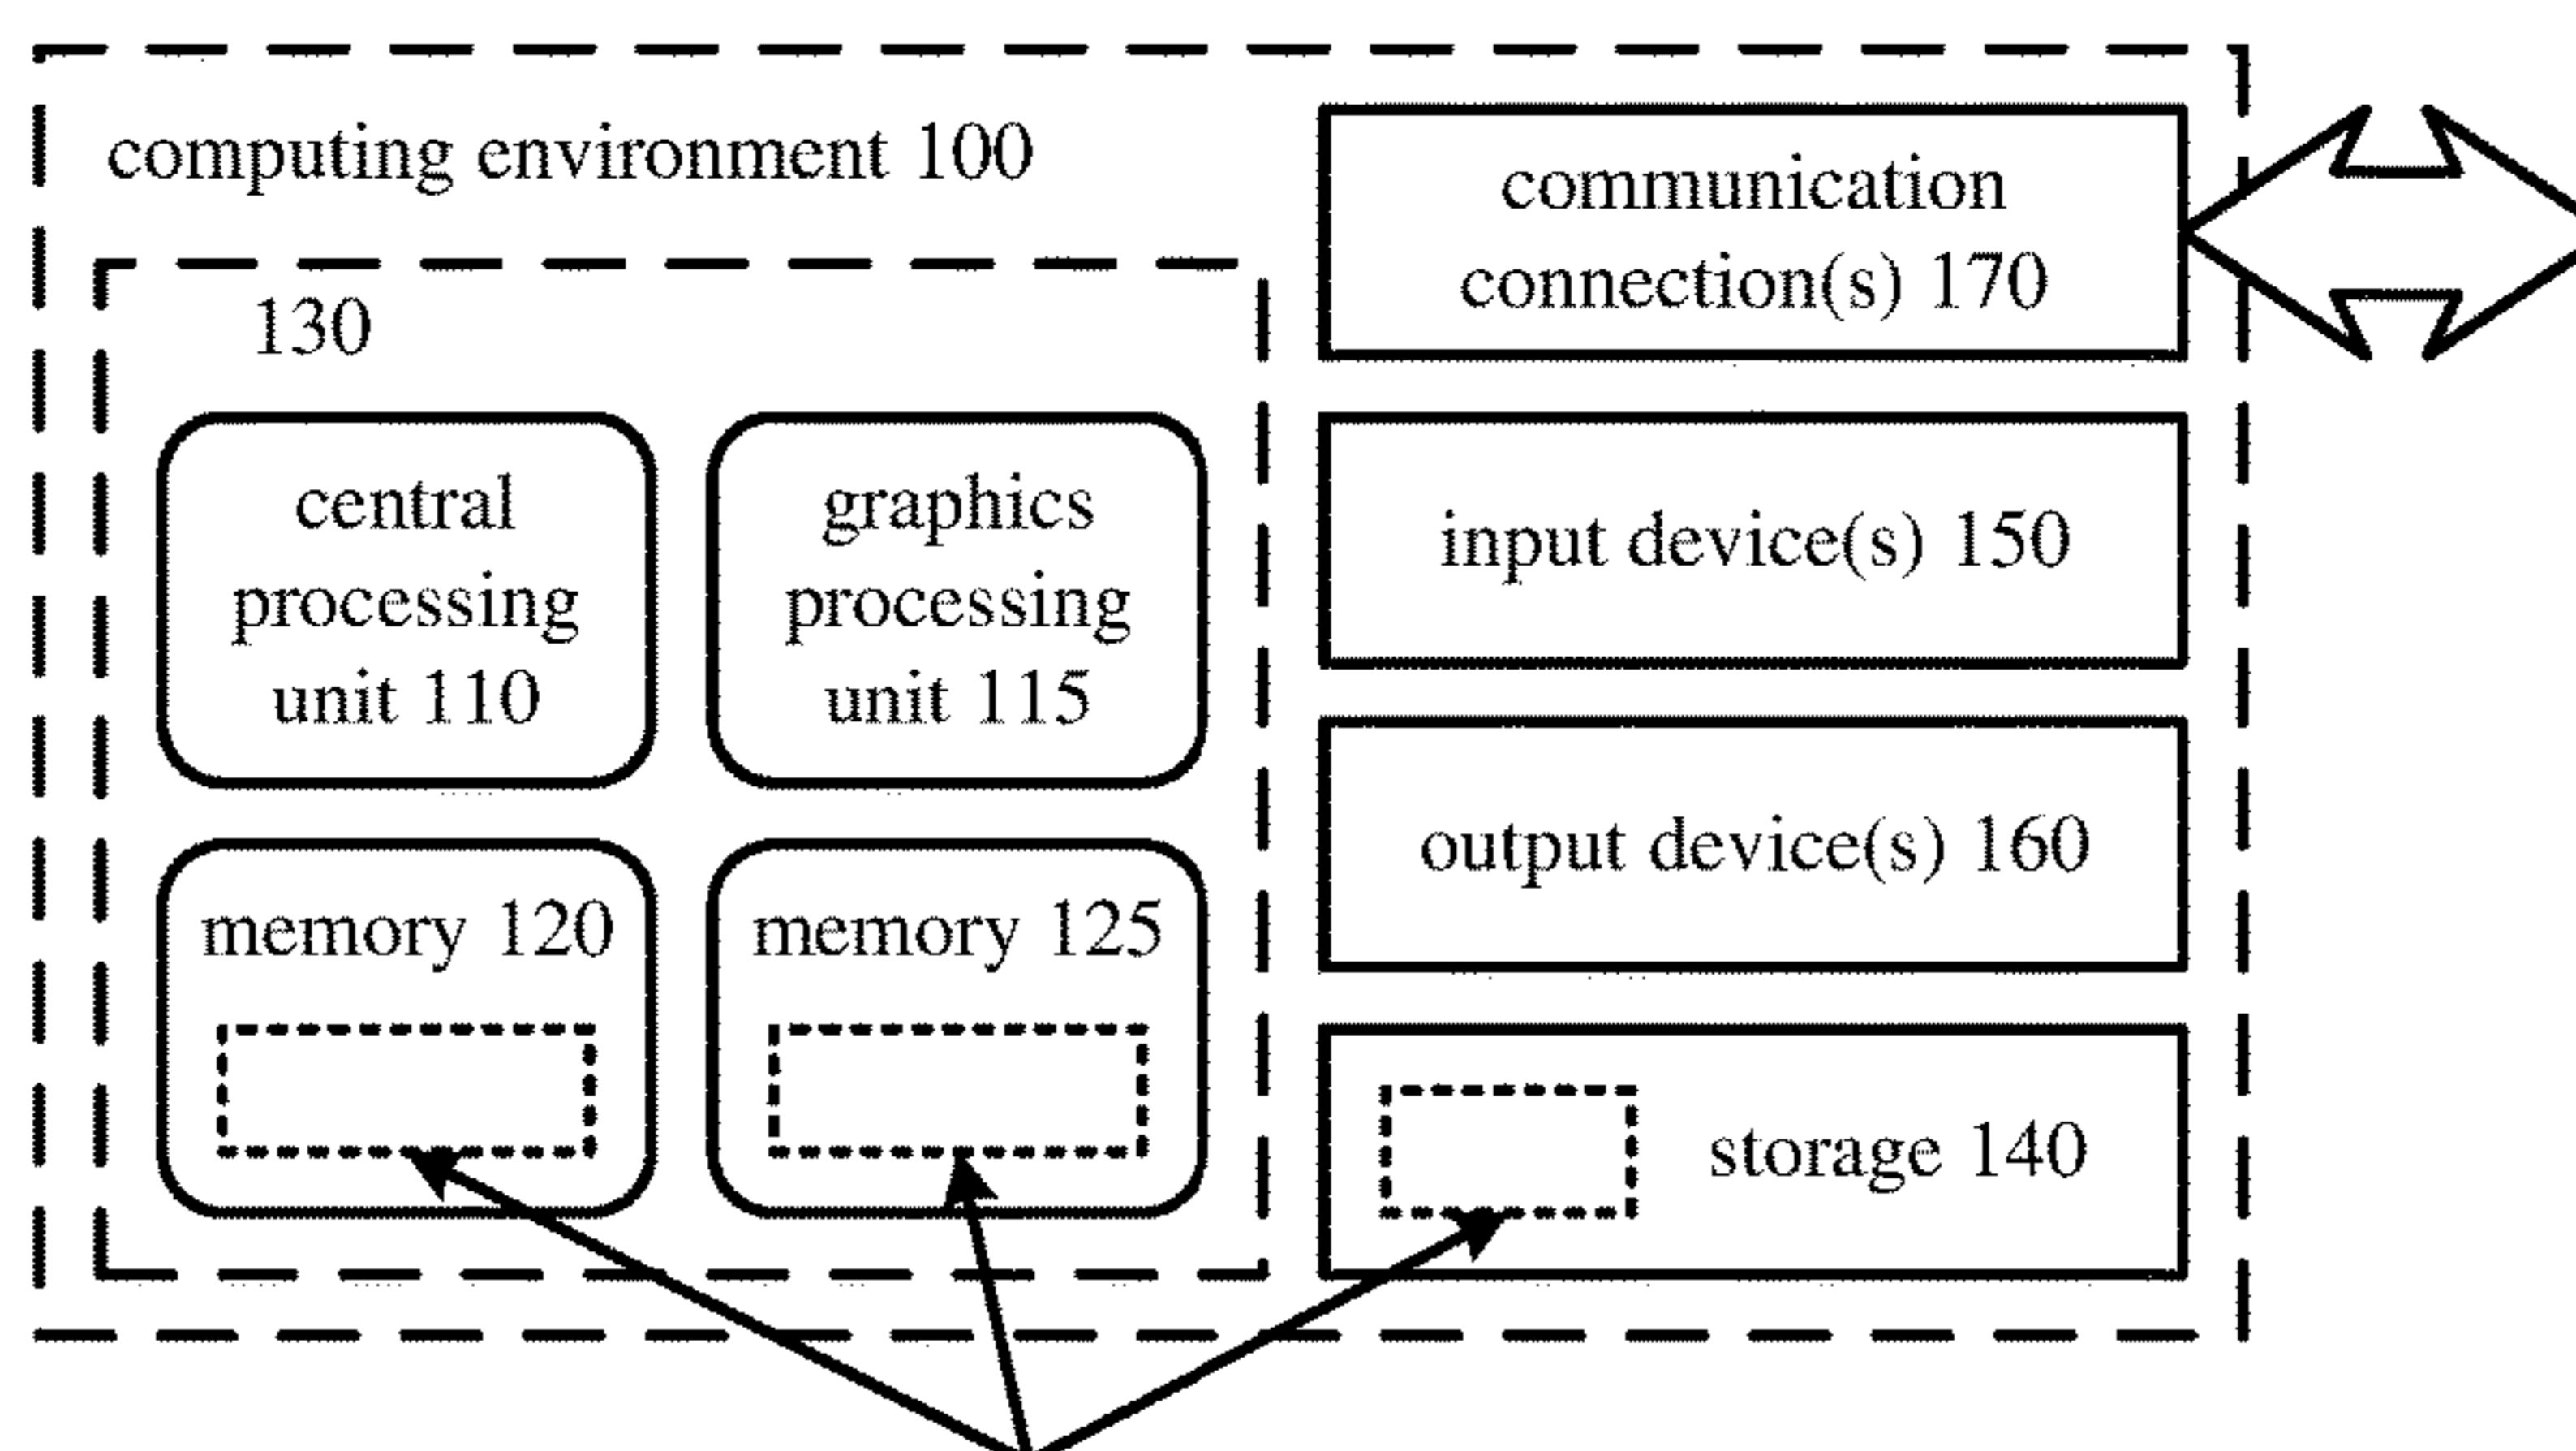 computing environment 100
130
central
processing
unit 110
graphics
processing
unit 115
memory 120
memory 125
communication
connection(s) 170
input device(s) 150
output device(s) 160
storage 140